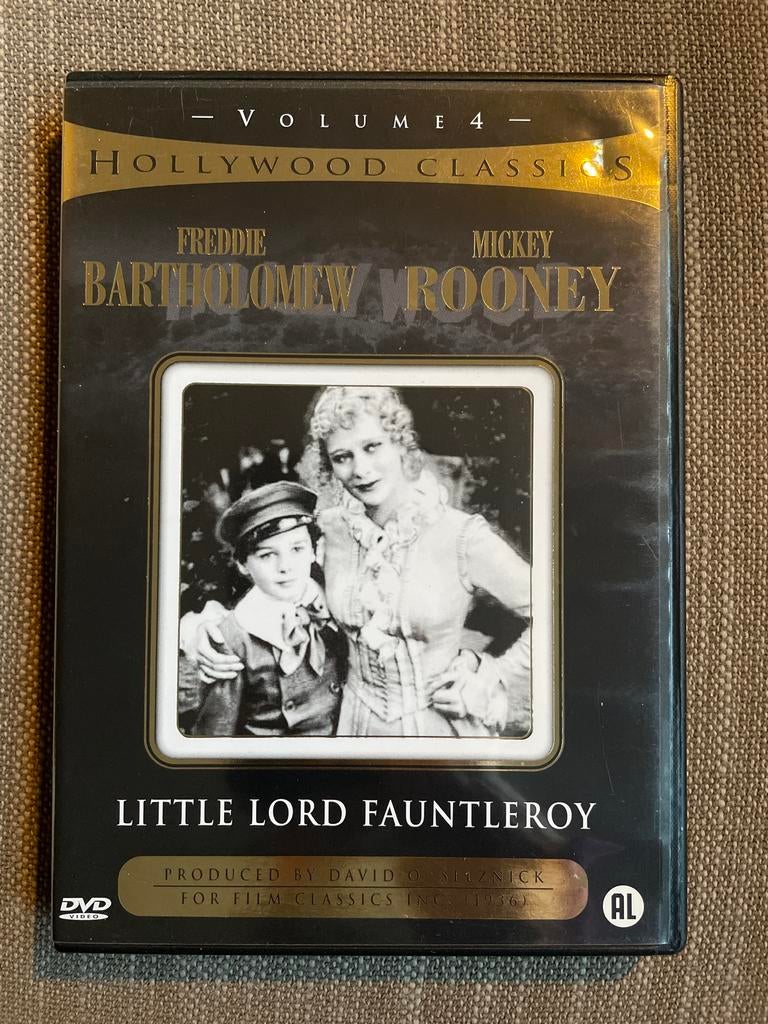 — VOLUME 4 —
HOLLYWOOD CLASSICS
FREDDIE
BARTHOLOMEW
MICKEY
ROONEY
HOLLYWOOD
LITTLE LORD FAUNTLEROY
PRODUCED BY DAVID O. SELZNICK
FOR FILM CLASSICS INC. (1936)
DVD
VIDEO
AL